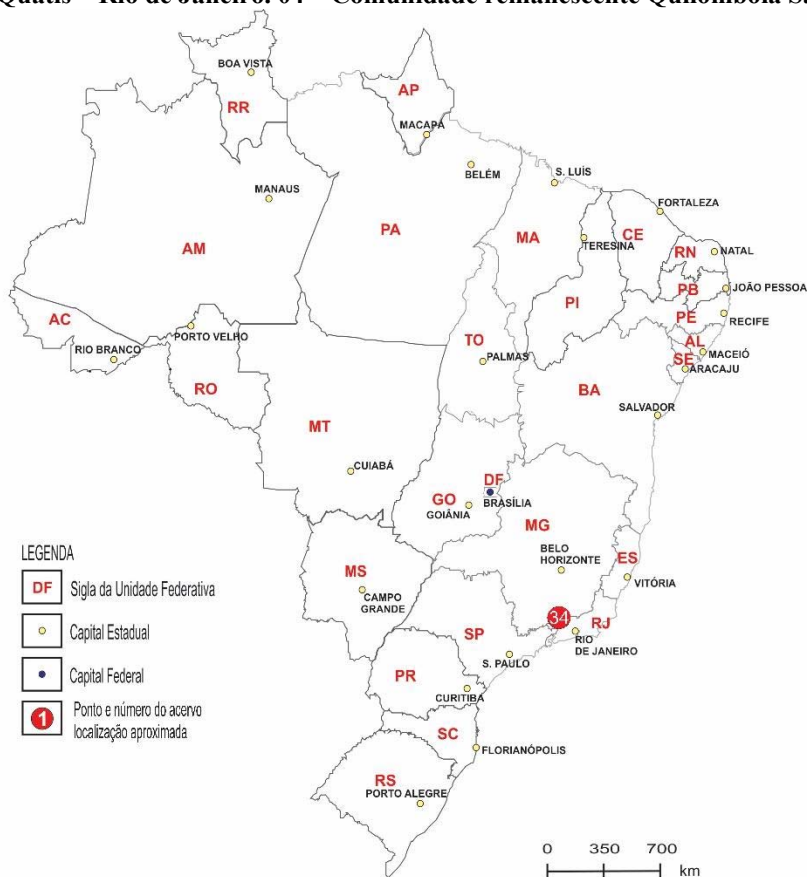 Quatis – Rio de Janeiro. 04 – Comunidade remanescente Quilombola S.
BOA VISTA
RR
AP
MACAPÁ
BELÉM
S. LUÍS
MANAUS
FORTALEZA
AM
PA
MA
TERESINA
CE
RN
NATAL
PB
JOÃO PESSOA
PI
PE
RECIFE
AC
PORTO VELHO
RIO BRANCO
TO
PALMAS
AL
MACEIÓ
SE
ARACAJU
RO
BA
SALVADOR
MT
CUIABÁ
DF
BRASÍLIA
GO
GOIÂNIA
MG
BELO
HORIZONTE
ES
VITÓRIA
MS
CAMPO
GRANDE
34
RJ
RIO
DE JANEIRO
SP
S. PAULO
PR
CURITIBA
SC
FLORIANÓPOLIS
RS
PORTO ALEGRE
LEGENDA
DF Sigla da Unidade Federativa
Capital Estadual
Capital Federal
1 Ponto e número do acervo
localização aproximada
0 350 700
km